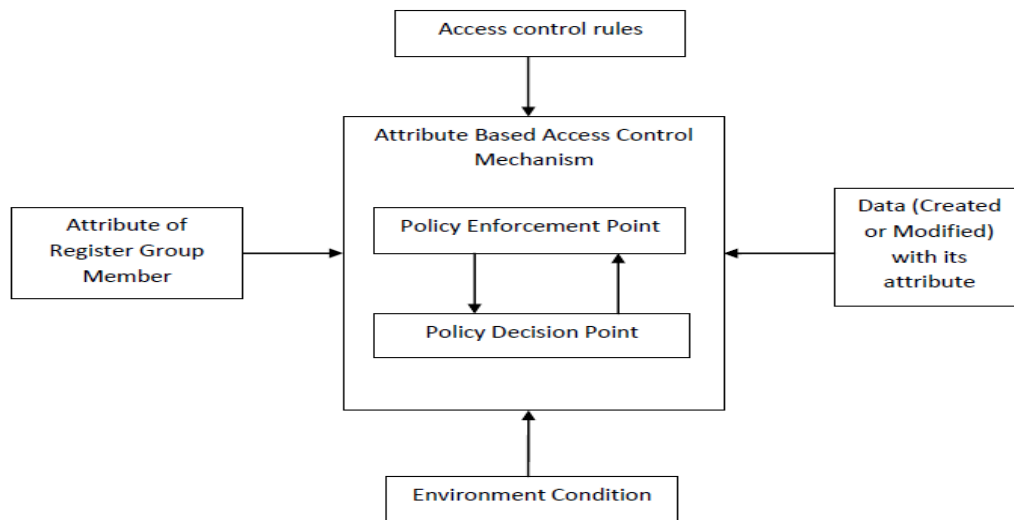 Access control rules
Attribute Based Access Control
Mechanism
Attribute of
Register Group
Member
Policy Enforcement Point
Policy Decision Point
Data (Created
or Modified)
with its
attribute
Environment Condition